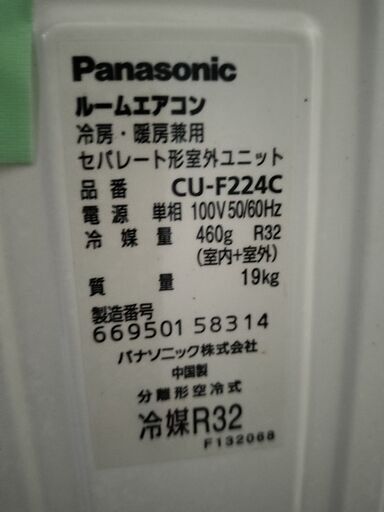 Panasonic
ルームエアコン
冷房・暖房兼用
セパレート形室外ユニット
品番 CU-F224C
電源 単相 100V 50/60Hz
冷媒量 460g R32
(室内+室外)
質量 19kg
製造番号
66950158314
パナソニック株式会社
中国製
分離形空冷式
冷媒R32
F132088